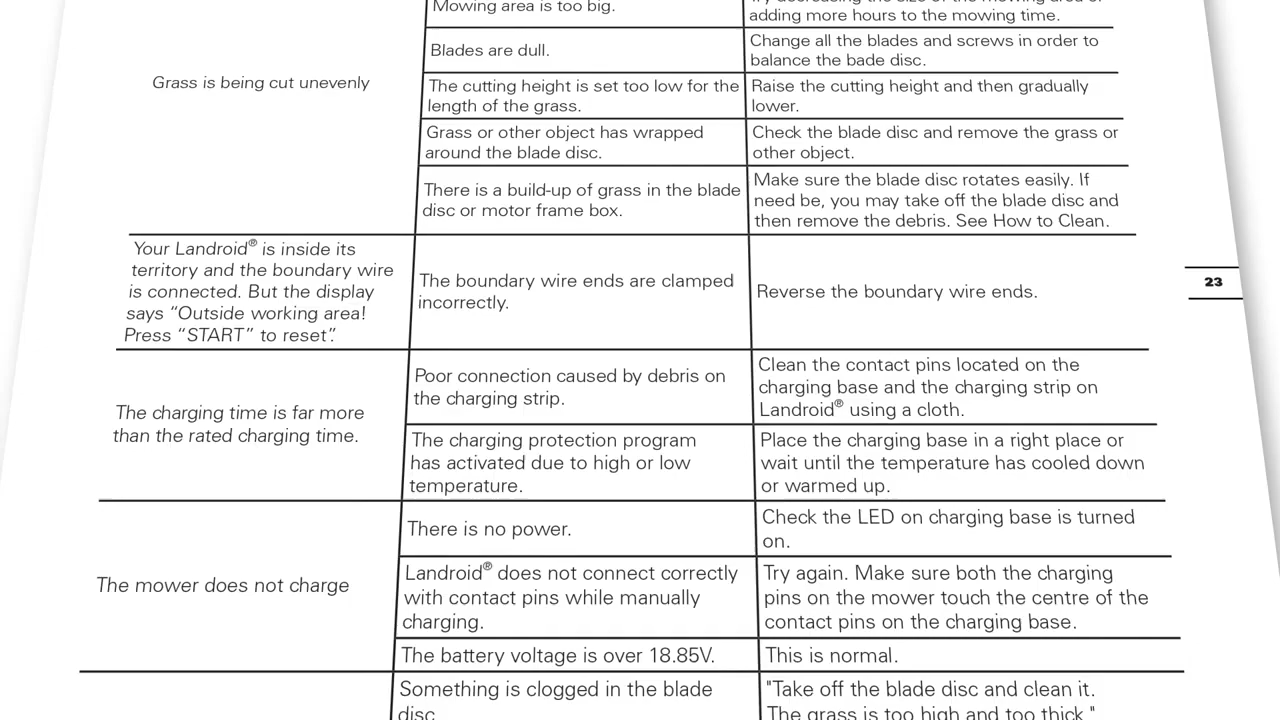 Mowing area is too big.
Try decreasing the size of the mowing area or
adding more hours to the mowing time.
Grass is being cut unevenly
Blades are dull.
Change all the blades and screws in order to
balance the bade disc.
The cutting height is set too low for the
length of the grass.
Raise the cutting height and then gradually
lower.
Grass or other object has wrapped
around the blade disc.
Check the blade disc and remove the grass or
other object.
There is a build-up of grass in the blade
disc or motor frame box.
Make sure the blade disc rotates easily. If
need be, you may take off the blade disc and
then remove the debris. See How to Clean.
Your Landroid® is inside its
territory and the boundary wire
is connected. But the display
says “Outside working area!
Press “START” to reset”.
The boundary wire ends are clamped
incorrectly.
Reverse the boundary wire ends.
23
The charging time is far more
than the rated charging time.
Poor connection caused by debris on
the charging strip.
Clean the contact pins located on the
charging base and the charging strip on
Landroid® using a cloth.
The charging protection program
has activated due to high or low
temperature.
Place the charging base in a right place or
wait until the temperature has cooled down
or warmed up.
The mower does not charge
There is no power.
Check the LED on charging base is turned
on.
Landroid® does not connect correctly
with contact pins while manually
charging.
Try again. Make sure both the charging
pins on the mower touch the centre of the
contact pins on the charging base.
The battery voltage is over 18.85V.
This is normal.
Something is clogged in the blade
disc.
"Take off the blade disc and clean it.
The grass is too high and too thick."